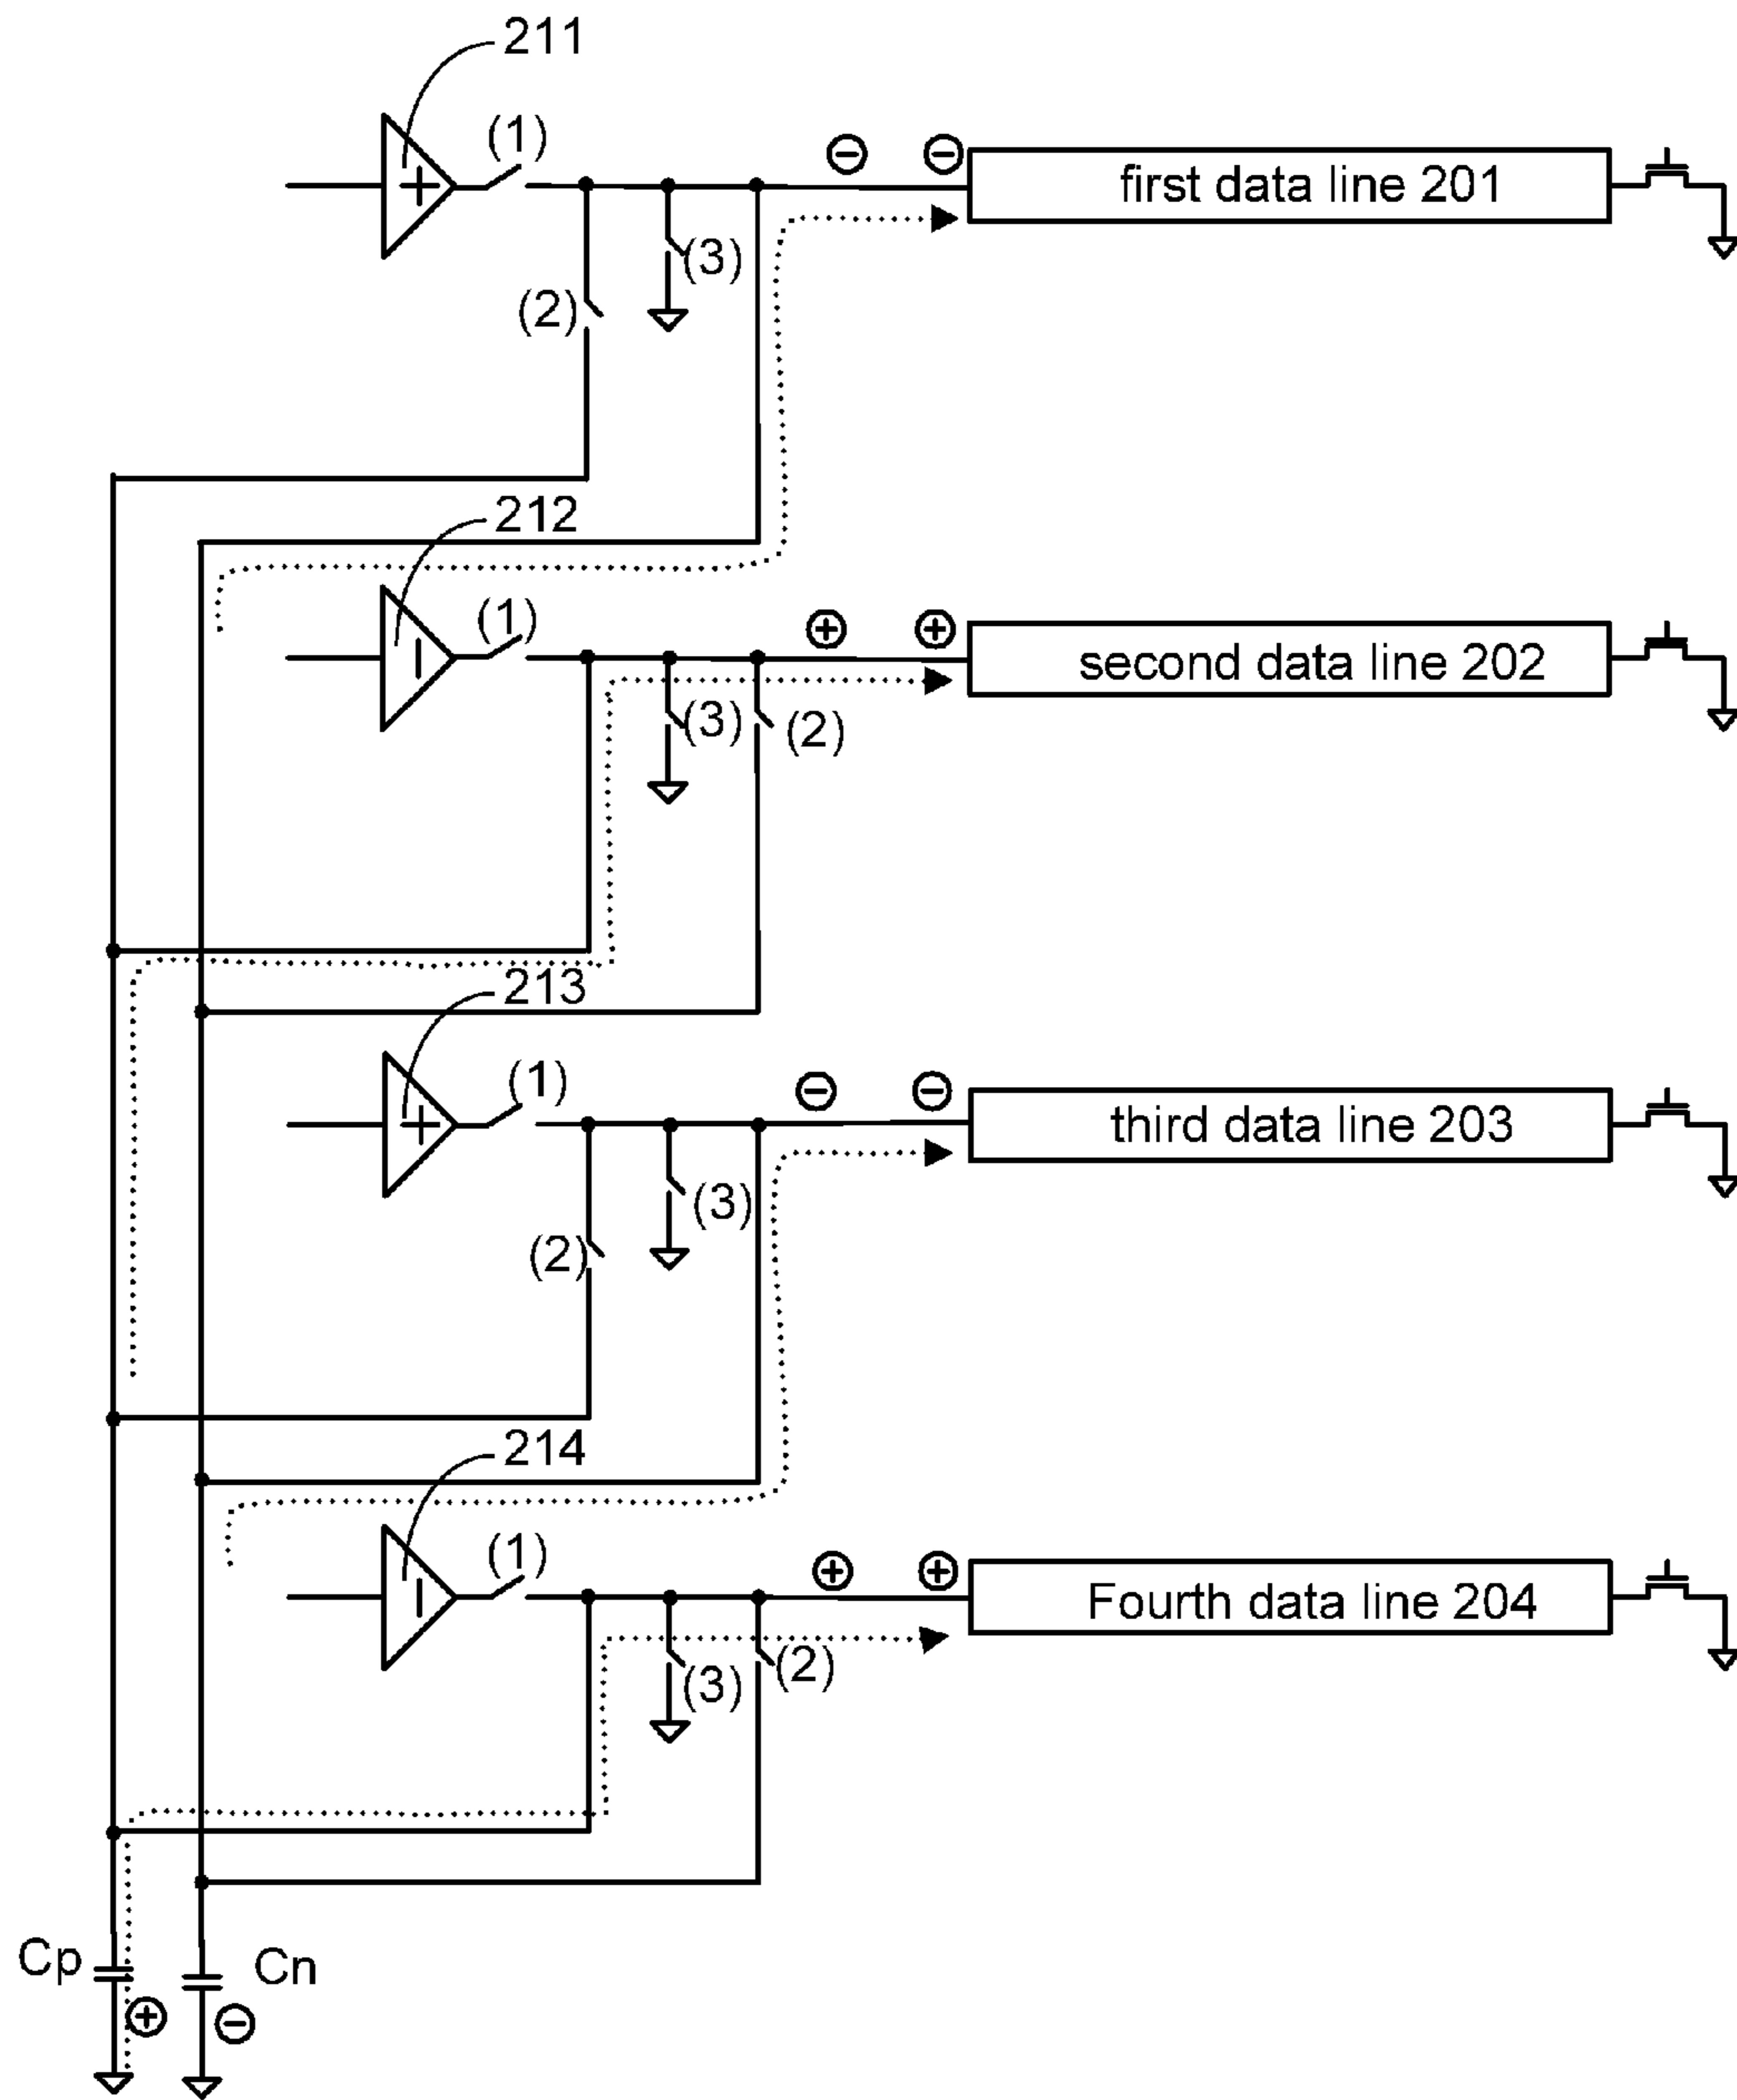 211
(1)
first data line 201
(3)
(2)
212
(1)
second data line 202
(3)
(2)
213
(1)
third data line 203
(3)
(2)
214
(1)
Fourth data line 204
(3)
(2)
Cp
Cn